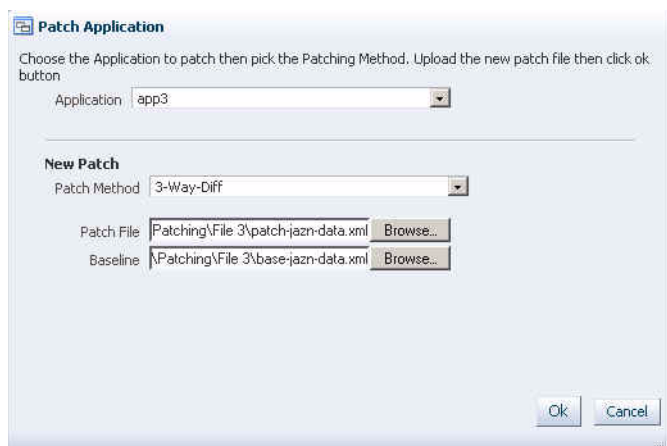 Patch Application
Choose the Application to patch then pick the Patching Method. Upload the new patch file then click ok
button
Application app3
New Patch
Patch Method 3-Way-Diff
Patch File Patching\File 3\patch-jazn-data.xml Browse...
Baseline \Patching\File 3\base-jazn-data.xml Browse...
Ok Cancel